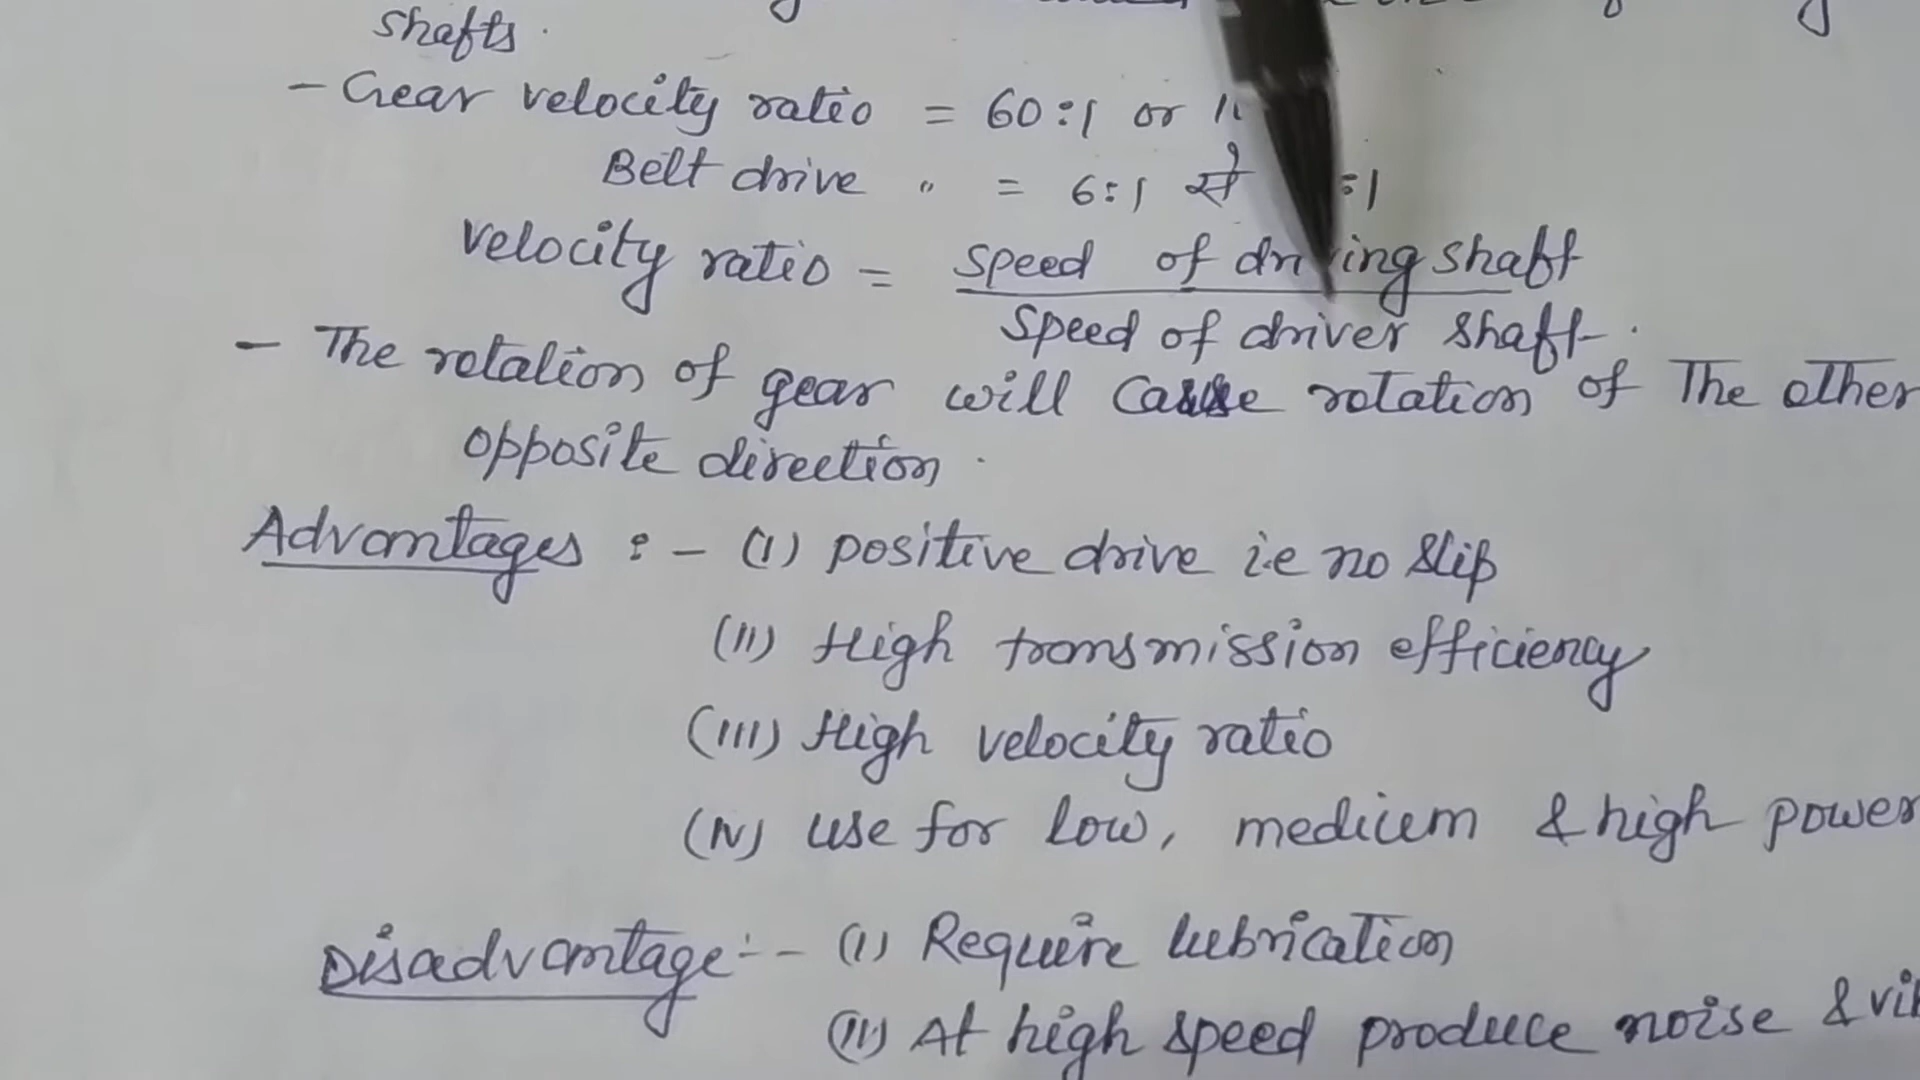 shafts.
- Gear velocity ratio = 60:1 or
Belt drive " = 6:1 से :1
velocity ratio = speed of driving shaft
speed of driver shaft.
- The rotation of gear will cause rotation of The other
opposite direction.
Advantages :- (I) positive drive i.e no slip
(II) High transmission efficiency
(III) High velocity ratio
(IV) use for low, medium & high power
Disadvantage :- (I) Require lubrication
(II) At high speed produce noise & vib